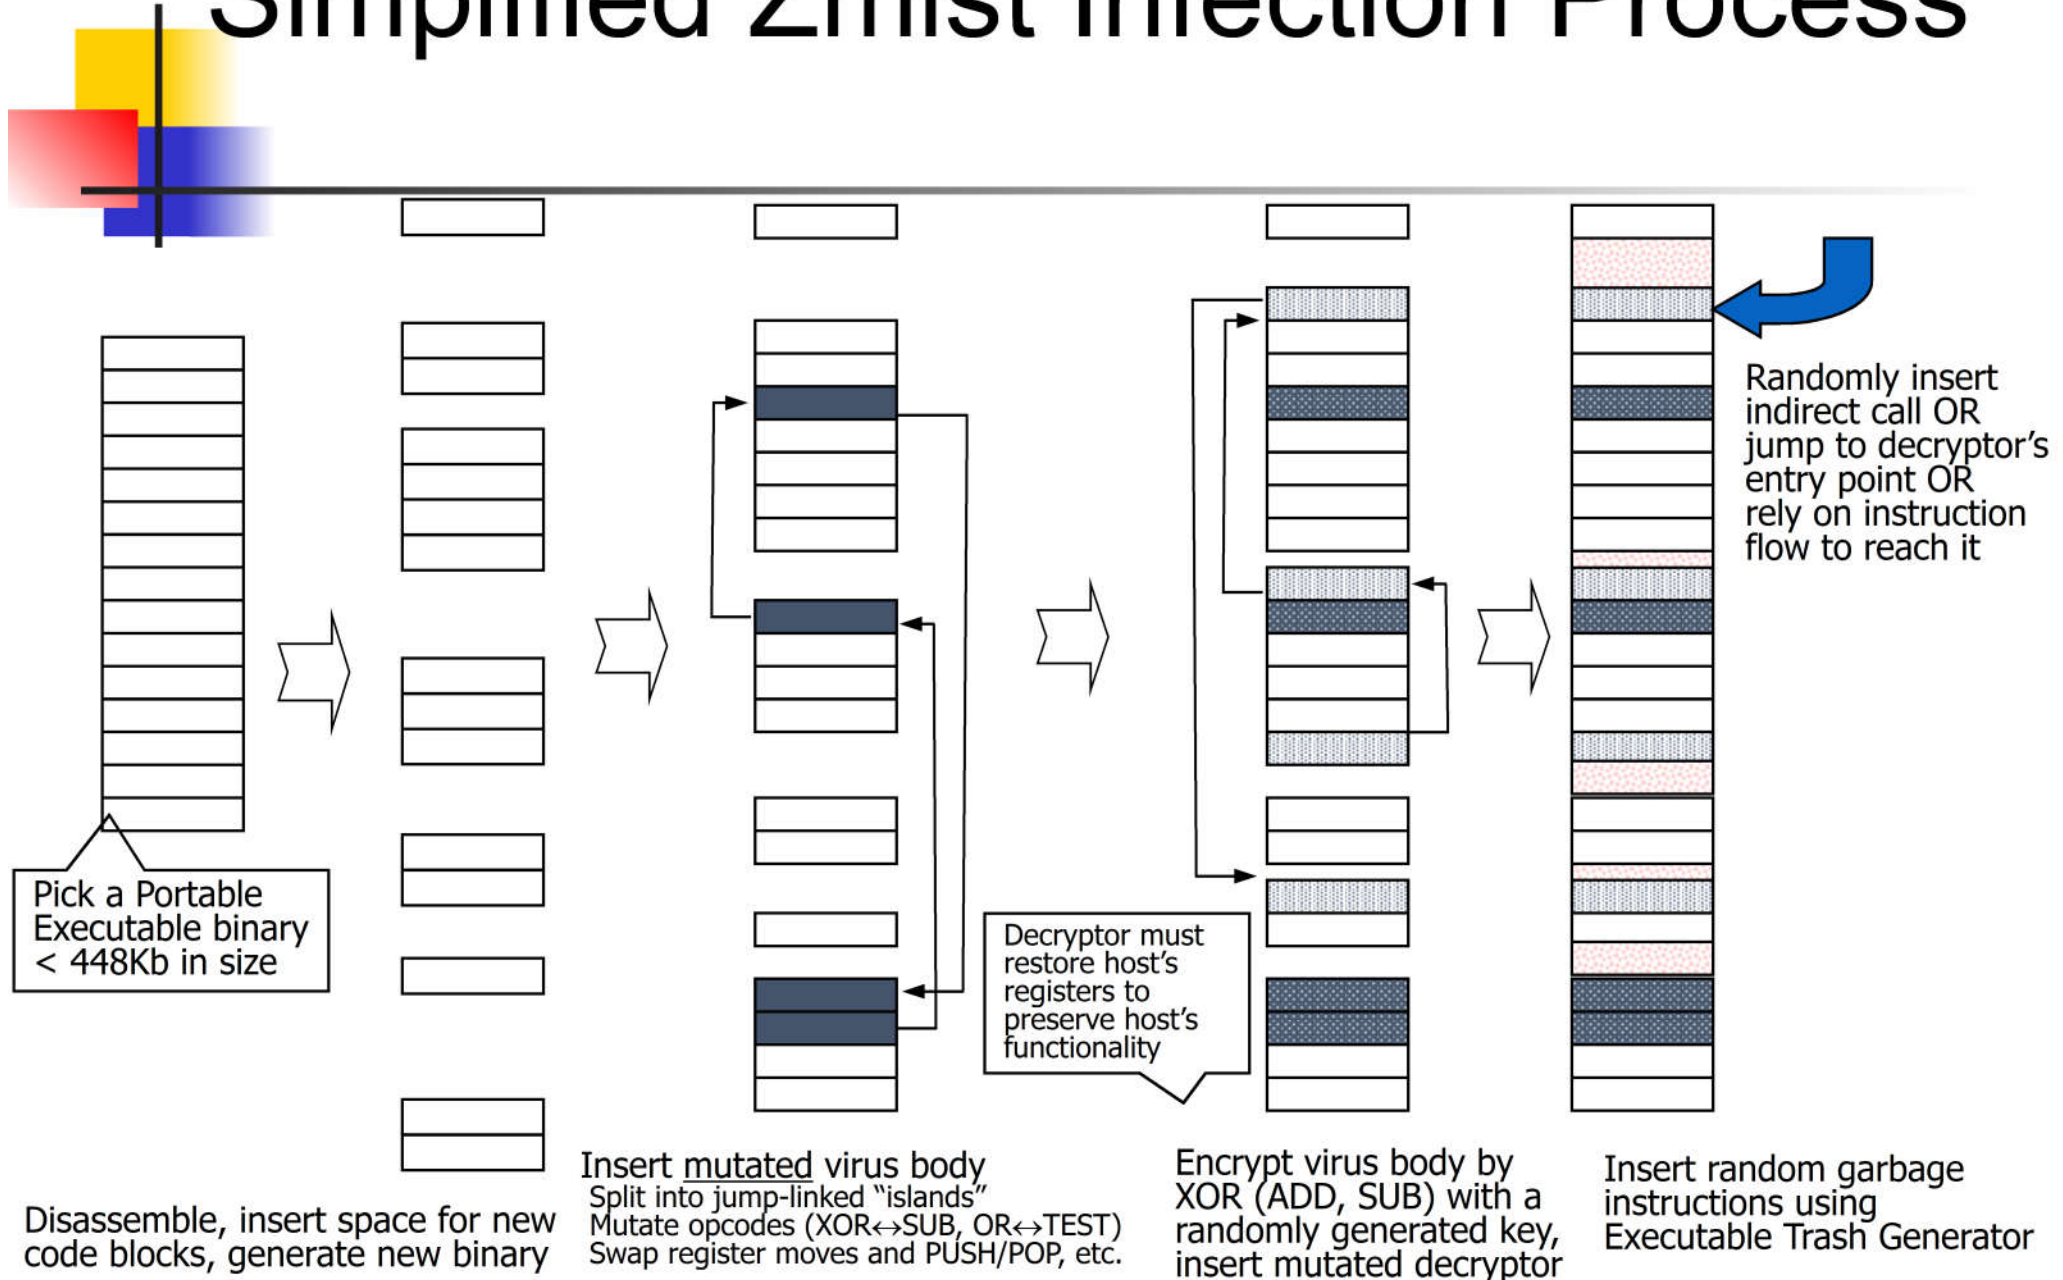 Simplified Zmist Infection Process
Randomly insert
indirect call OR
jump to decryptor's
entry point OR
rely on instruction
flow to reach it
Pick a Portable
Executable binary
< 448Kb in size
Decryptor must
restore host's
registers to
preserve host's
functionality
Disassemble, insert space for new
code blocks, generate new binary
Insert mutated virus body
Split into jump-linked “islands”
Mutate opcodes (XOR↔SUB, OR↔TEST)
Swap register moves and PUSH/POP, etc.
Encrypt virus body by
XOR (ADD, SUB) with a
randomly generated key,
insert mutated decryptor
Insert random garbage
instructions using
Executable Trash Generator